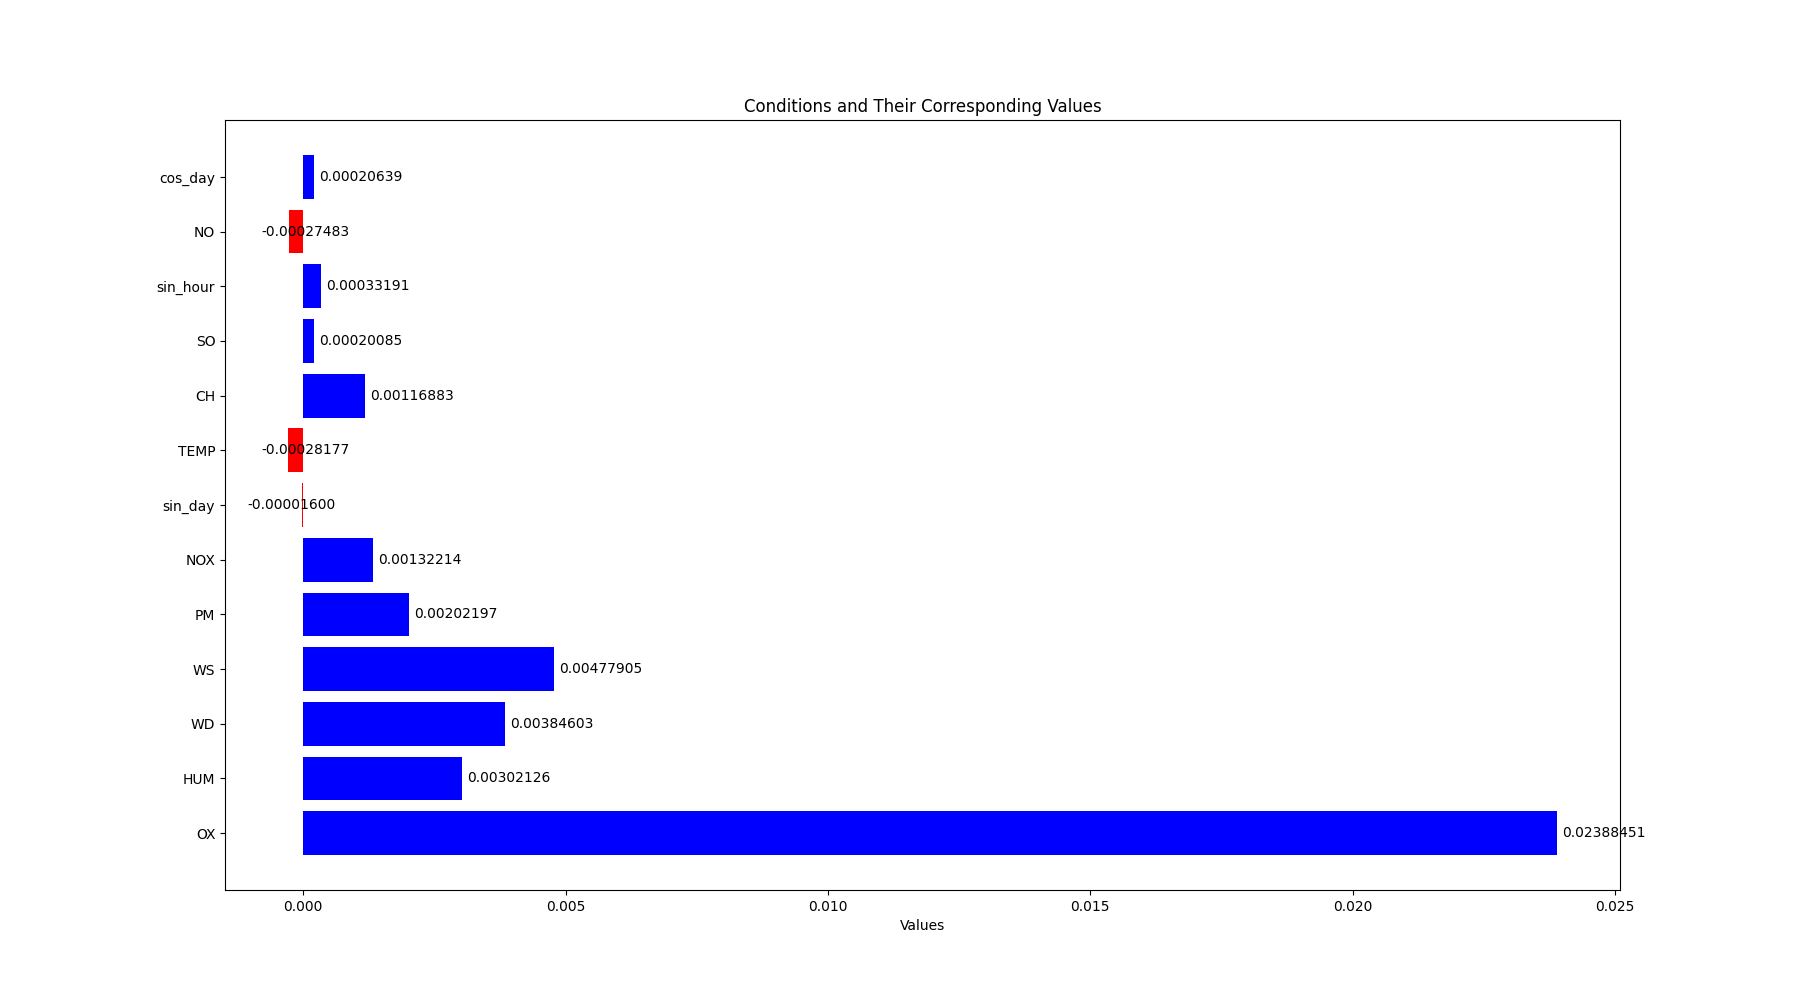 Conditions and Their Corresponding Values
cos_day 0.00020639
NO -0.00027483
sin_hour 0.00033191
SO 0.00020085
CH 0.00116883
TEMP -0.00028177
sin_day -0.00001600
NOX 0.00132214
PM 0.00202197
WS 0.00477905
WD 0.00384603
HUM 0.00302126
OX 0.02388451
0.000 0.005 0.010 0.015 0.020 0.025
Values